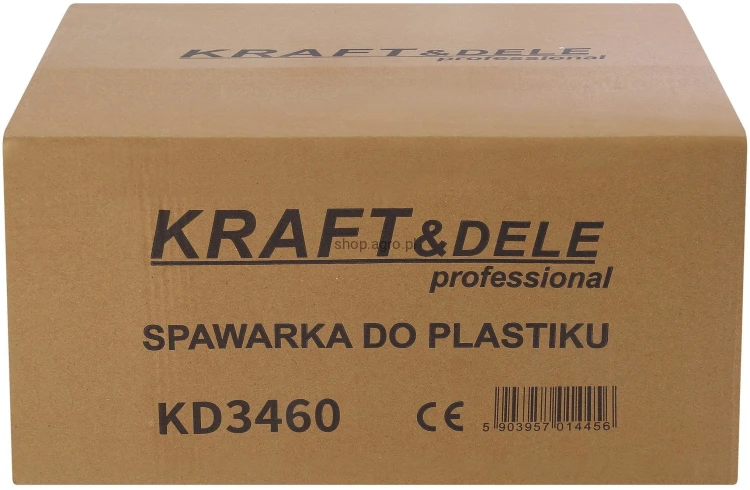 KRAFT&DELE
professional
KRAFT&DELE
shop.agro.pl
professional
SPAWARKA DO PLASTIKU
KD3460 CE
5 903957 014456